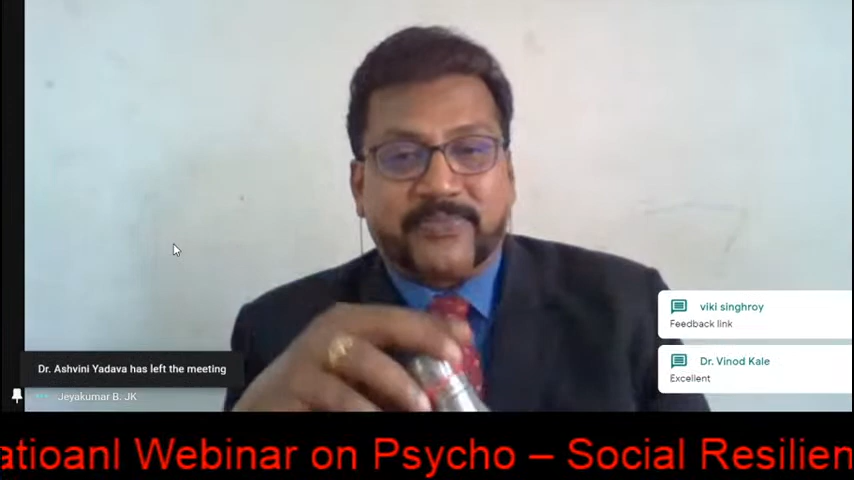 viki singhroy
Feedback link
Dr. Vinod Kale
Excellent
Dr. Ashvini Yadava has left the meeting
Jeyakumar B. JK
atioanl Webinar on Psycho – Social Resilien